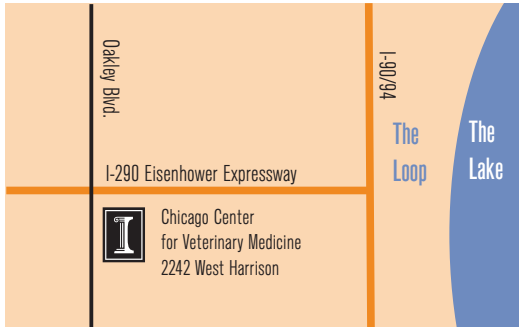 Oakley Blvd.
I-90/94
The
Loop
The
Lake
I-290 Eisenhower Expressway
I
Chicago Center
for Veterinary Medicine
2242 West Harrison